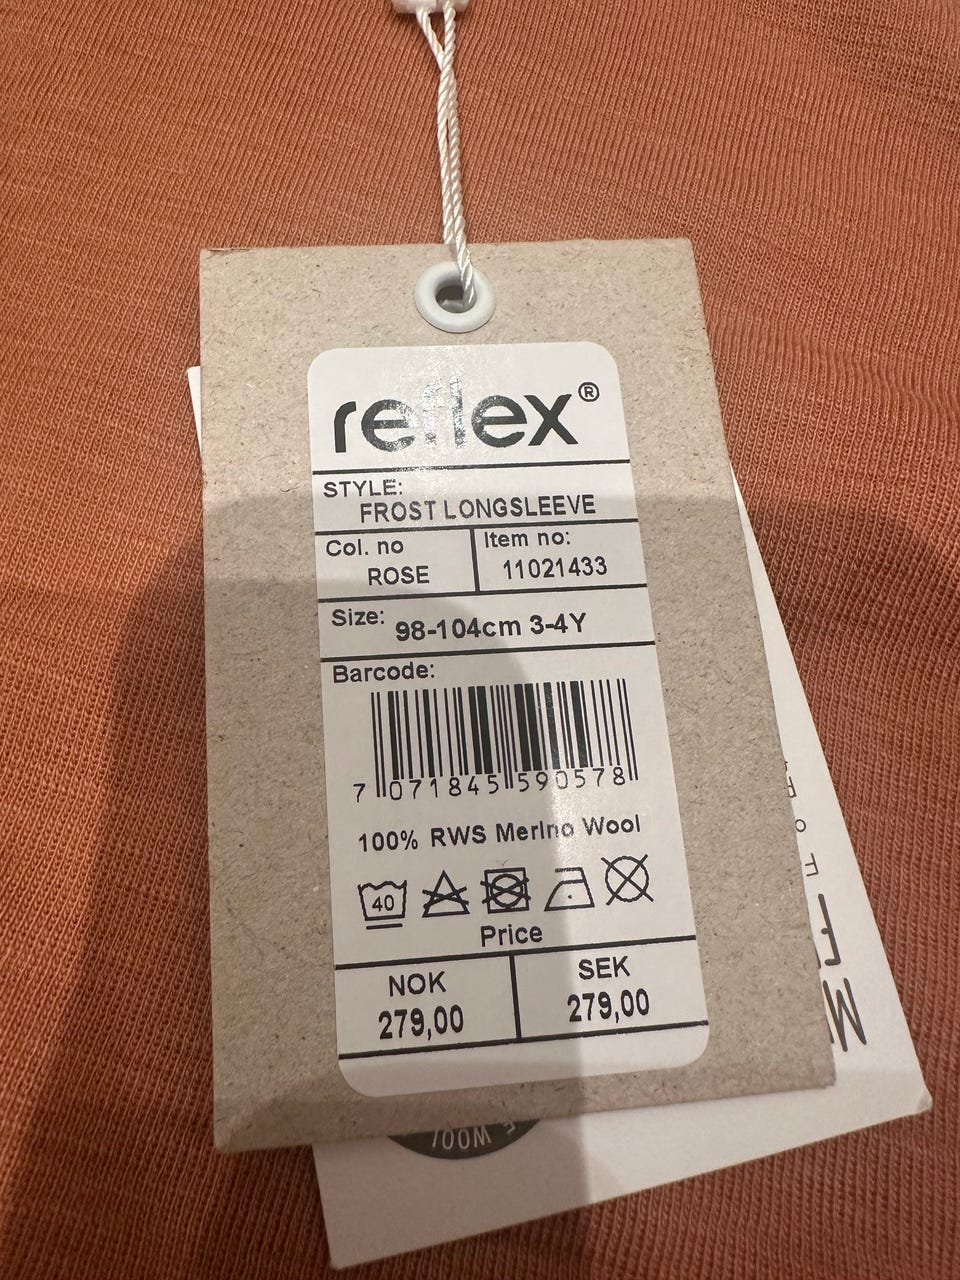 reflex®
STYLE:
FROST LONGSLEEVE
Col. no
ROSE
Item no:
11021433
Size: 98-104cm 3-4Y
Barcode:
7 071845 590578
100% RWS Merino Wool
40
Price
NOK
279,00
SEK
279,00
WOOL